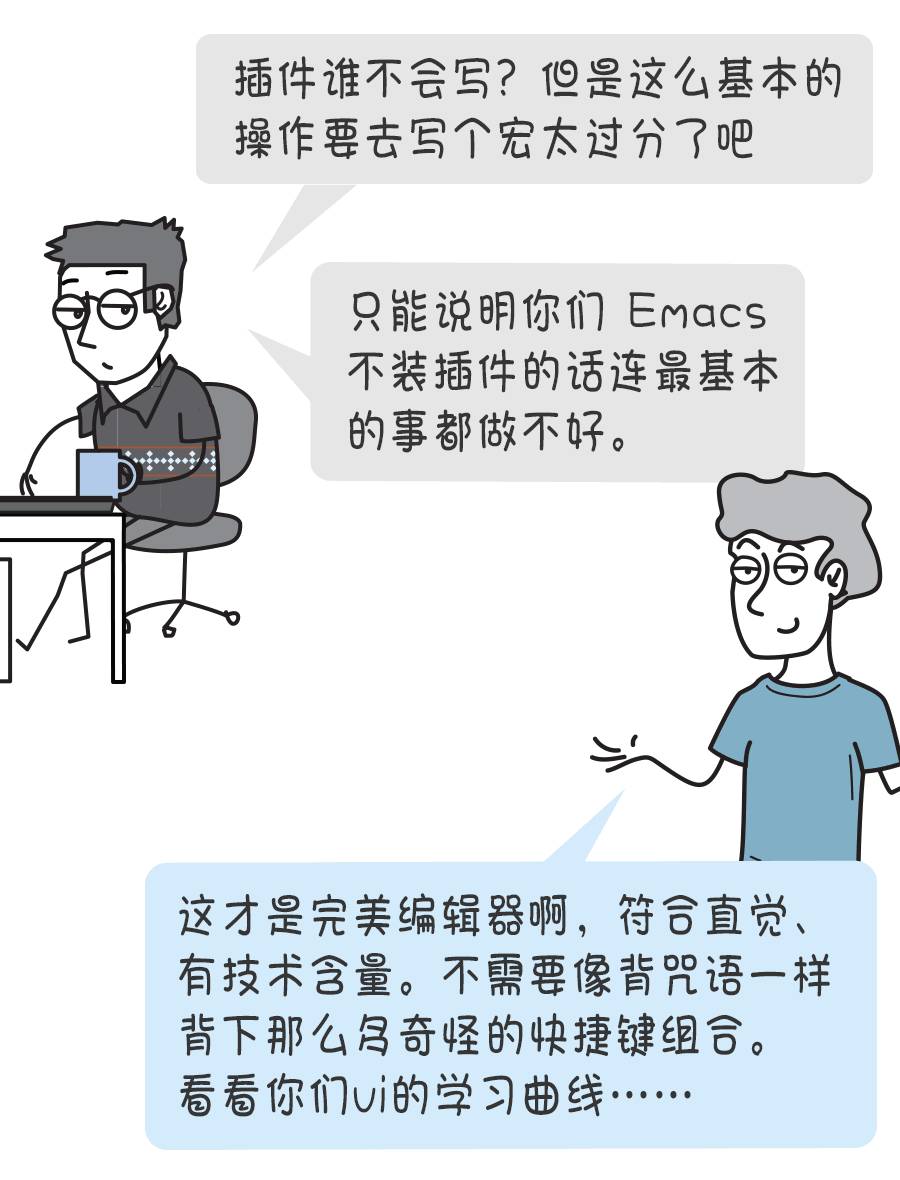 插件谁不会写？但是这么基本的
操作要去写个宏太过分了吧
只能说明你们 Emacs
不装插件的话连最基本
的事都做不好。
这才是完美编辑器啊，符合直觉、
有技术含量。不需要像背咒语一样
背下那么多奇怪的快捷键组合。
看看你们vi的学习曲线……